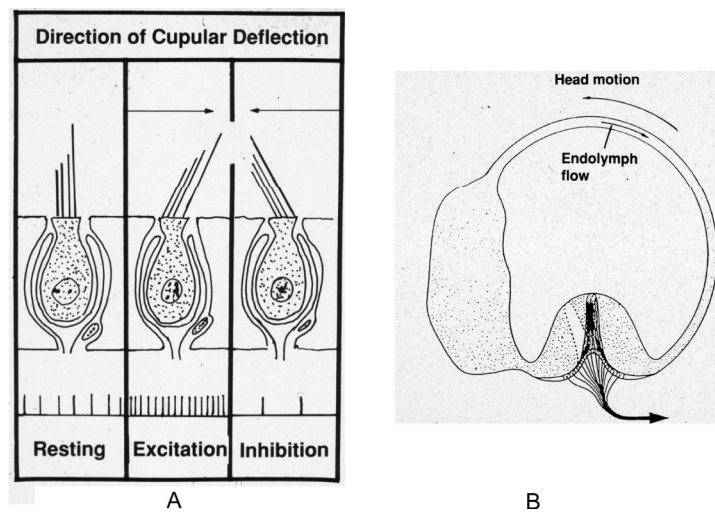 Direction of Cupular Deflection
Resting
Excitation
Inhibition
A
Head motion
Endolymph
flow
B